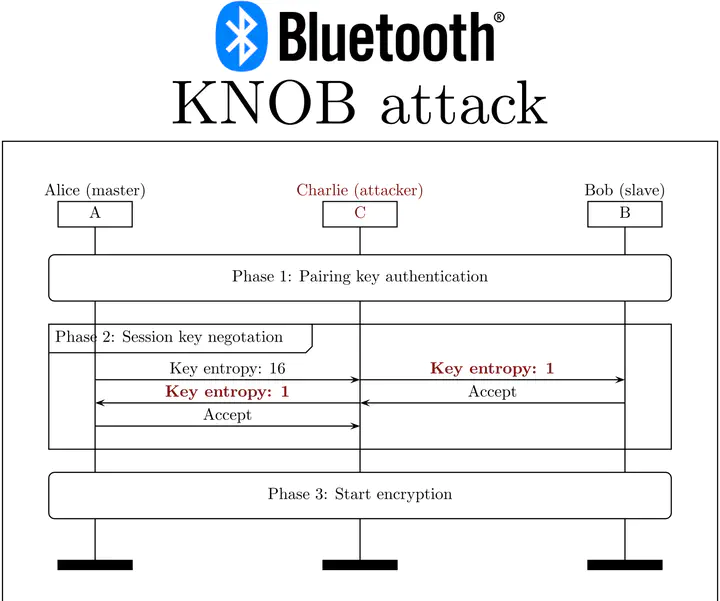 Bluetooth®
KNOB attack
Alice (master)
Charlie (attacker)
Bob (slave)
A
C
B
Phase 1: Pairing key authentication
Phase 2: Session key negotation
Key entropy: 16
Key entropy: 1
Key entropy: 1
Accept
Accept
Phase 3: Start encryption